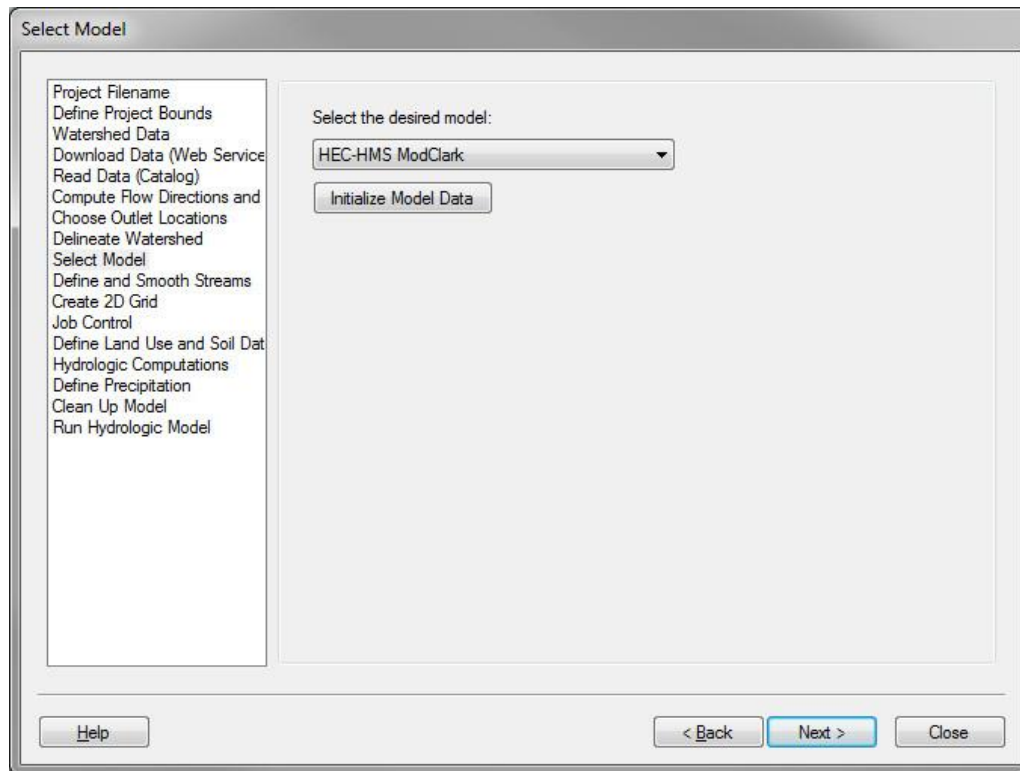 Select Model
Project Filename
Define Project Bounds
Watershed Data
Download Data (Web Service
Read Data (Catalog)
Compute Flow Directions and
Choose Outlet Locations
Delineate Watershed
Select Model
Define and Smooth Streams
Create 2D Grid
Job Control
Define Land Use and Soil Dat
Hydrologic Computations
Define Precipitation
Clean Up Model
Run Hydrologic Model
Select the desired model:
HEC-HMS ModClark
Initialize Model Data
Help
< Back
Next >
Close